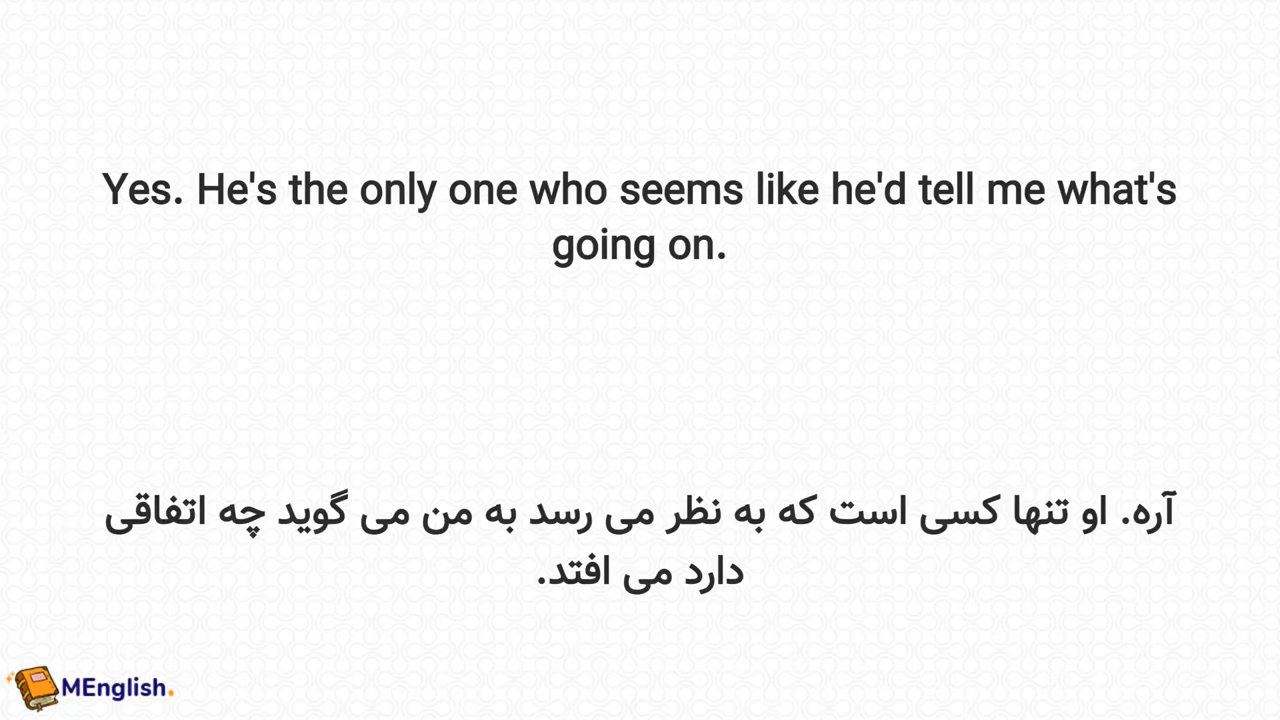 Yes. He's the only one who seems like he'd tell me what's
going on.
آره. او تنها کسی است که به نظر می رسد به من می گوید چه اتفاقی
دارد می افتد.
MEnglish.